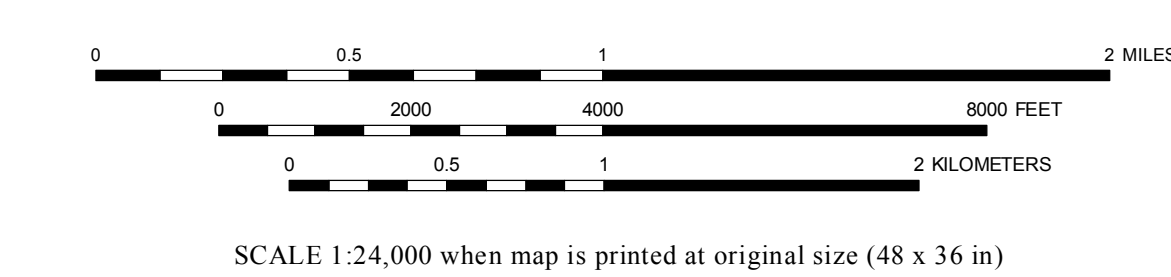 0 0.5 1 2 MILES
0 2000 4000 8000 FEET
0 0.5 1 2 KILOMETERS
SCALE 1:24,000 when map is printed at original size (48 x 36 in)